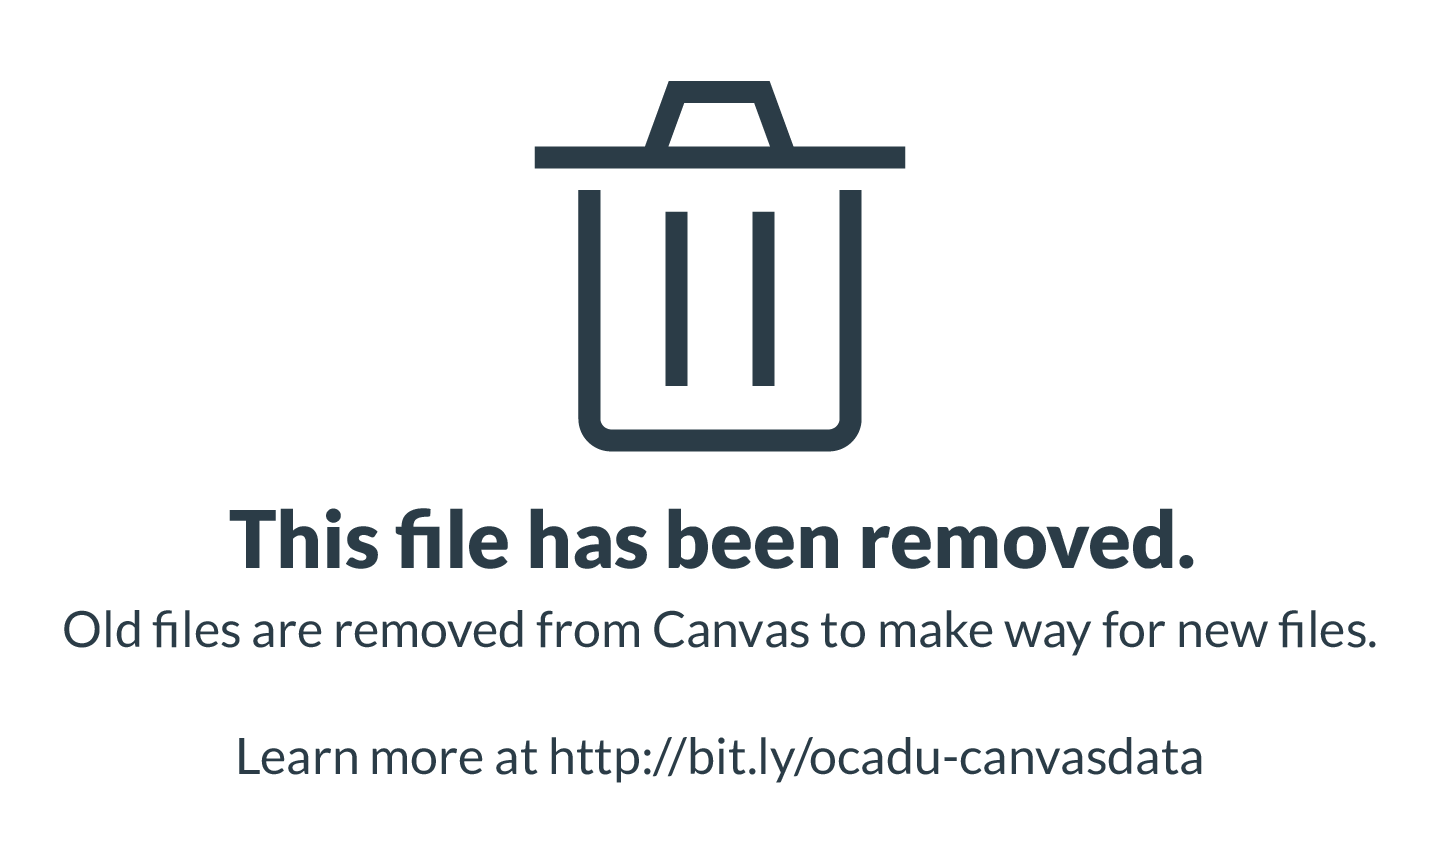 This file has been removed.
Old files are removed from Canvas to make way for new files.
Learn more at http://bit.ly/ocadu-canvasdata